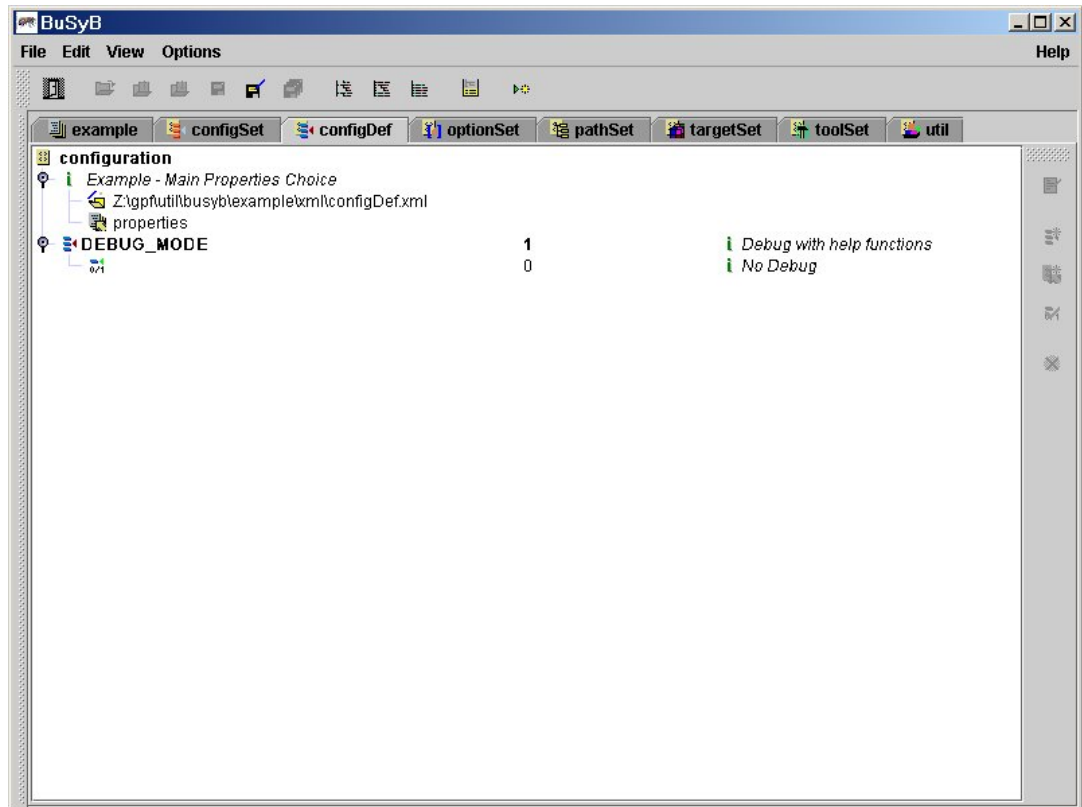 BuSyB
File Edit View Options Help
example configSet configDef optionSet pathSet targetSet toolSet util
configuration
i Example - Main Properties Choice
Z:\gpf\util\busyb\example\xml\configDef.xml
properties
DEBUG_MODE 1 i Debug with help functions
0/1 0 i No Debug